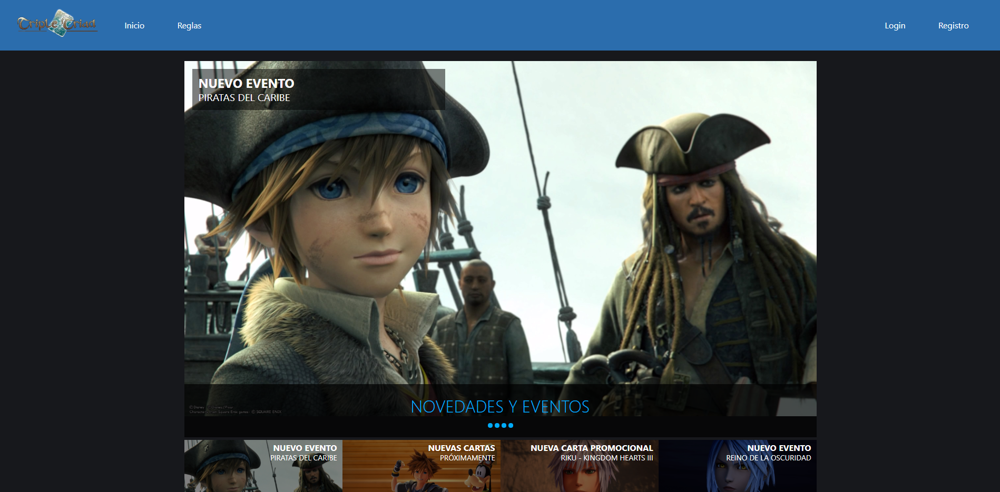 Triple Triad
Inicio
Reglas
Login
Registro
NUEVO EVENTO
PIRATAS DEL CARIBE
©Disney ©Disney/Pixar
Characters from Square Enix games: © SQUARE ENIX
NOVEDADES Y EVENTOS
NUEVO EVENTO
PIRATAS DEL CARIBE
NUEVAS CARTAS
PRÓXIMAMENTE
NUEVA CARTA PROMOCIONAL
RIKU - KINGDOM HEARTS III
NUEVO EVENTO
REINO DE LA OSCURIDAD